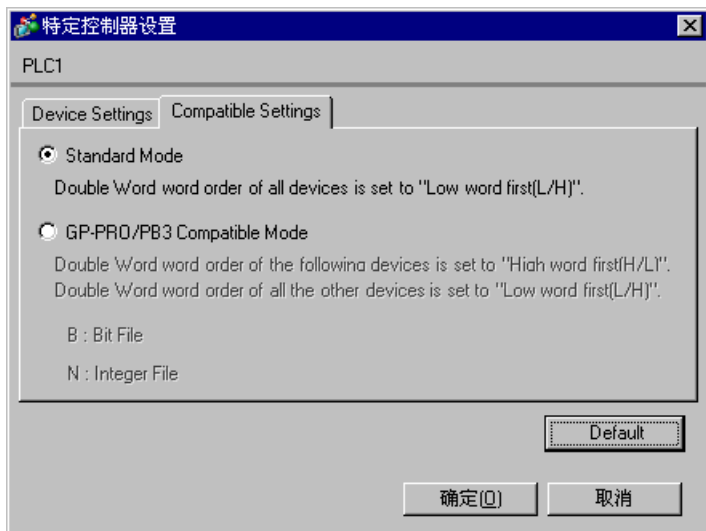 特定控制器设置
PLC1
Device Settings Compatible Settings
Standard Mode
Double Word word order of all devices is set to "Low word first(L/H)".
GP-PRO/PB3 Compatible Mode
Double Word word order of the following devices is set to "High word first(H/L)".
Double Word word order of all the other devices is set to "Low word first(L/H)".
B : Bit File
N : Integer File
Default
确定(O) 取消